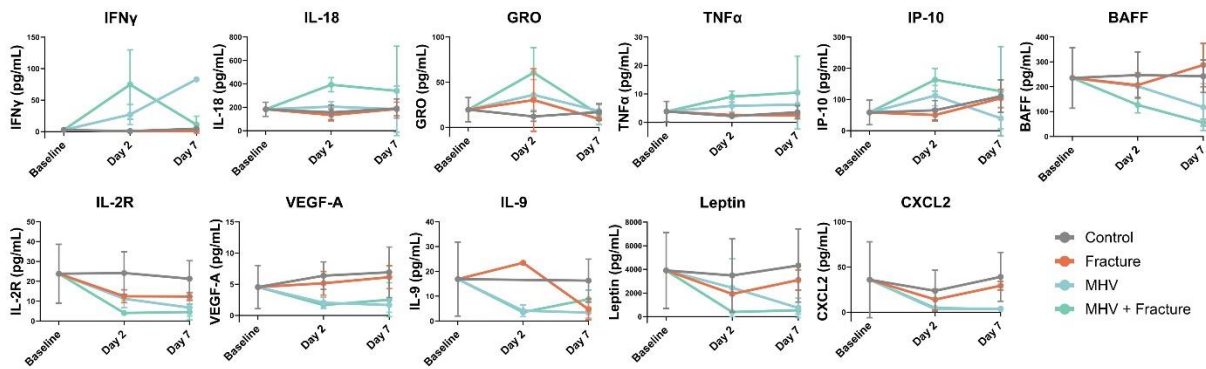 IFNγ
IFNγ (pg/mL)
150
100
50
0
Baseline
Day 2
Day 7
IL-18
IL-18 (pg/mL)
800
600
400
200
0
Baseline
Day 2
Day 7
GRO
GRO (pg/mL)
100
80
60
40
20
0
Baseline
Day 2
Day 7
TNFα
TNFα (pg/mL)
30
20
10
0
Baseline
Day 2
Day 7
IP-10
IP-10 (pg/mL)
300
200
100
0
Baseline
Day 2
Day 7
BAFF
BAFF (pg/mL)
400
300
200
100
0
Baseline
Day 2
Day 7
IL-2R
IL-2R (pg/mL)
50
40
30
20
10
0
Baseline
Day 2
Day 7
VEGF-A
VEGF-A (pg/mL)
15
10
5
0
Baseline
Day 2
Day 7
IL-9
IL-9 (pg/mL)
40
30
20
10
0
Baseline
Day 2
Day 7
Leptin
Leptin (pg/mL)
8000
6000
4000
2000
0
Baseline
Day 2
Day 7
CXCL2
CXCL2 (pg/mL)
100
50
0
Baseline
Day 2
Day 7
Control
Fracture
MHV
MHV + Fracture